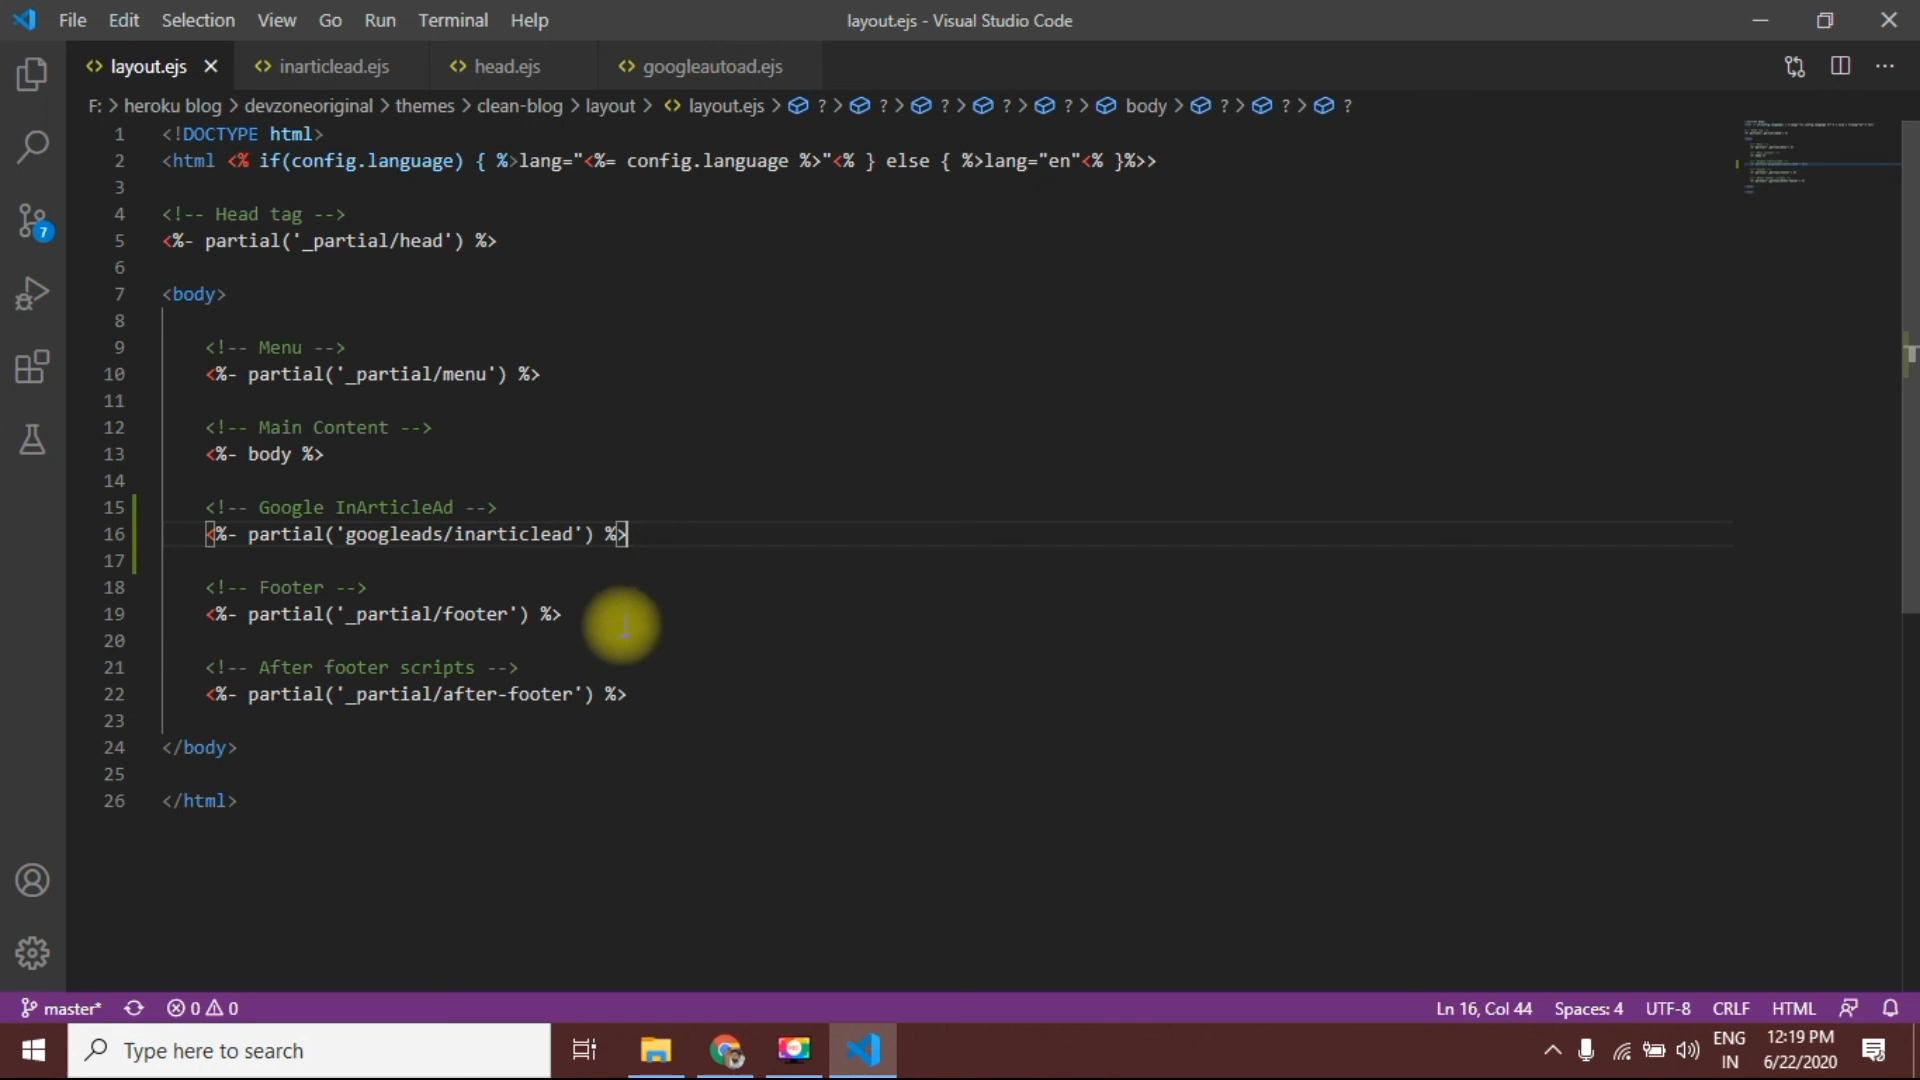 File Edit Selection View Go Run Terminal Help layout.ejs - Visual Studio Code
layout.ejs inarticlead.ejs head.ejs googleautoad.ejs
F: > heroku blog > devzoneoriginal > themes > clean-blog > layout > layout.ejs > ? > ? > ? > ? > ? > body > ? > ? > ?
1 <!DOCTYPE html>
2 <html <% if(config.language) { %>lang="<%= config.language %>"<% } else { %>lang="en"<% }%>>
3
4 <!-- Head tag -->
5 <%- partial('_partial/head') %>
6
7 <body>
8
9 <!-- Menu -->
10 <%- partial('_partial/menu') %>
11
12 <!-- Main Content -->
13 <%- body %>
14
15 <!-- Google InArticleAd -->
16 <%- partial('googleads/inarticlead') %>
17
18 <!-- Footer -->
19 <%- partial('_partial/footer') %>
20
21 <!-- After footer scripts -->
22 <%- partial('_partial/after-footer') %>
23
24 </body>
25
26 </html>
7
master* 0 0 Ln 16, Col 44 Spaces: 4 UTF-8 CRLF HTML
Type here to search ENG 12:19 PM
IN 6/22/2020